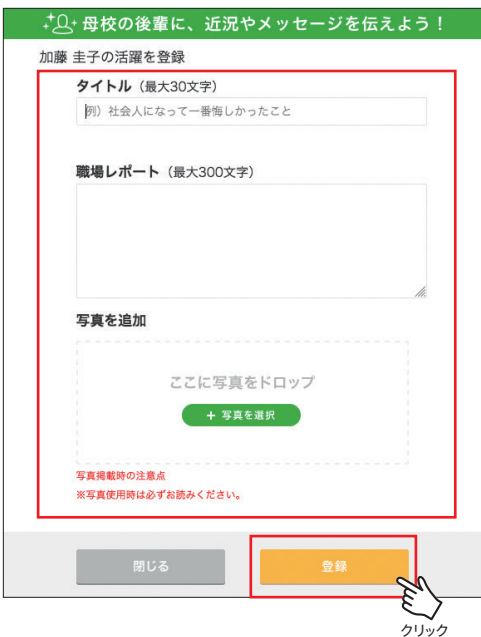 母校の後輩に、近況やメッセージを伝えよう！
加藤 圭子の活躍を登録
タイトル（最大30文字）
例）社会人になって一番悔しかったこと
職場レポート（最大300文字）
写真を追加
ここに写真をドロップ
+ 写真を選択
写真掲載時の注意点
※写真使用時は必ずお読みください。
閉じる
登録
クリック